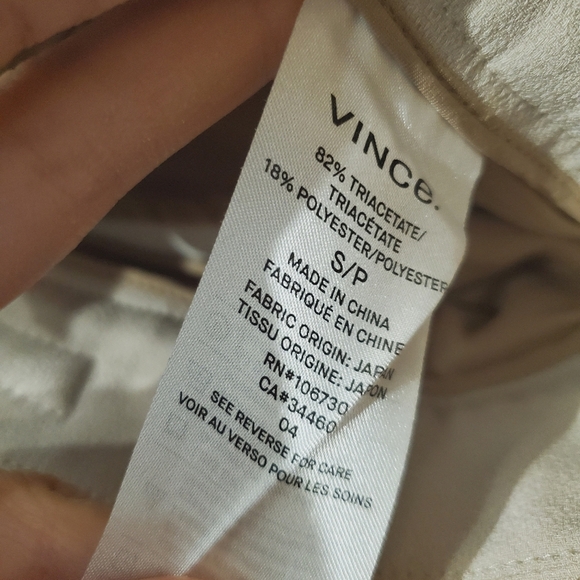 VINCe.
82% TRIACETATE/
TRIACÉTATE
18% POLYESTER/POLYESTER
S/P
MADE IN CHINA
FABRIQUÉ EN CHINE
FABRIC ORIGIN: JAPAN
TISSU ORIGINE: JAPON
RN#106730
CA#34460
04
SEE REVERSE FOR CARE
VOIR AU VERSO POUR LES SOINS